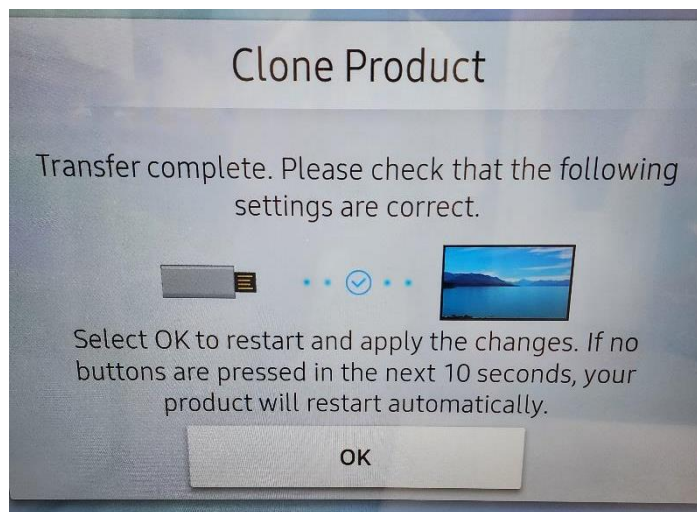 Clone Product
Transfer complete. Please check that the following
settings are correct.
Select OK to restart and apply the changes. If no
buttons are pressed in the next 10 seconds, your
product will restart automatically.
OK